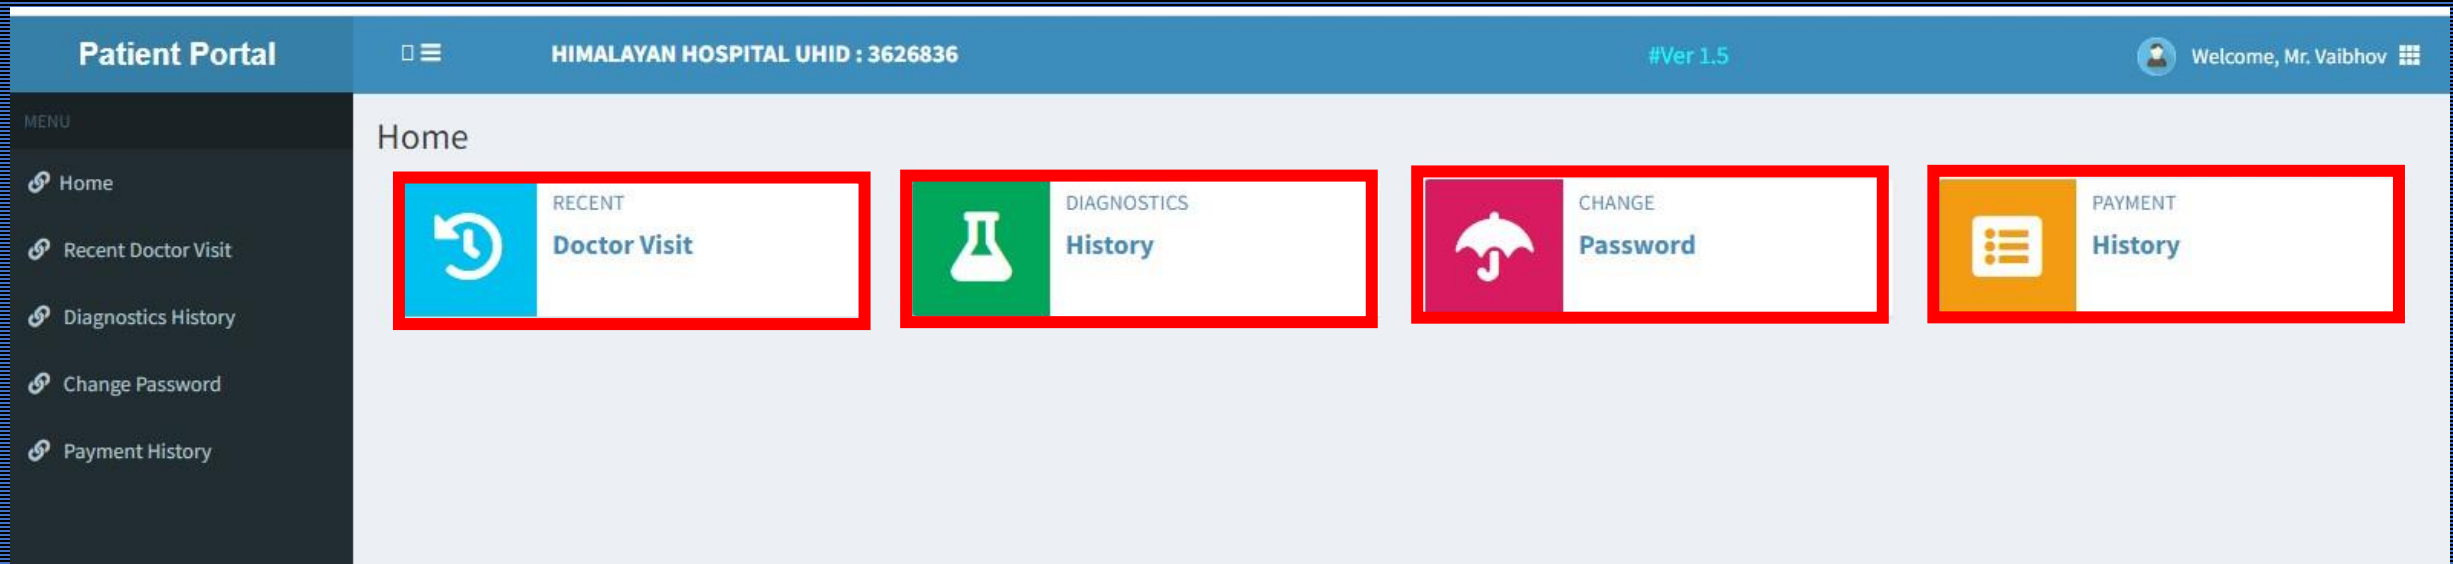 Patient Portal
HIMALAYAN HOSPITAL UHID : 3626836
#Ver 1.5
Welcome, Mr. Vaibhov
MENU
Home
Recent Doctor Visit
Diagnostics History
Change Password
Payment History
Home
RECENT
Doctor Visit
DIAGNOSTICS
History
CHANGE
Password
PAYMENT
History